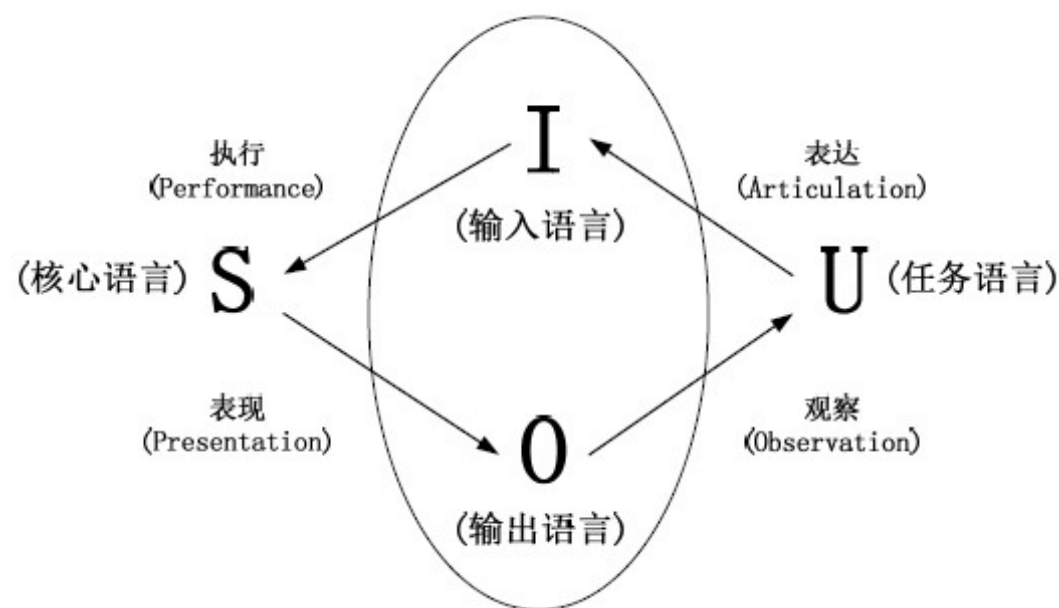 I
执行
(Performance)
表达
(Articulation)
(输入语言)
(核心语言) S
U (任务语言)
表现
(Presentation)
O
观察
(Observation)
(输出语言)